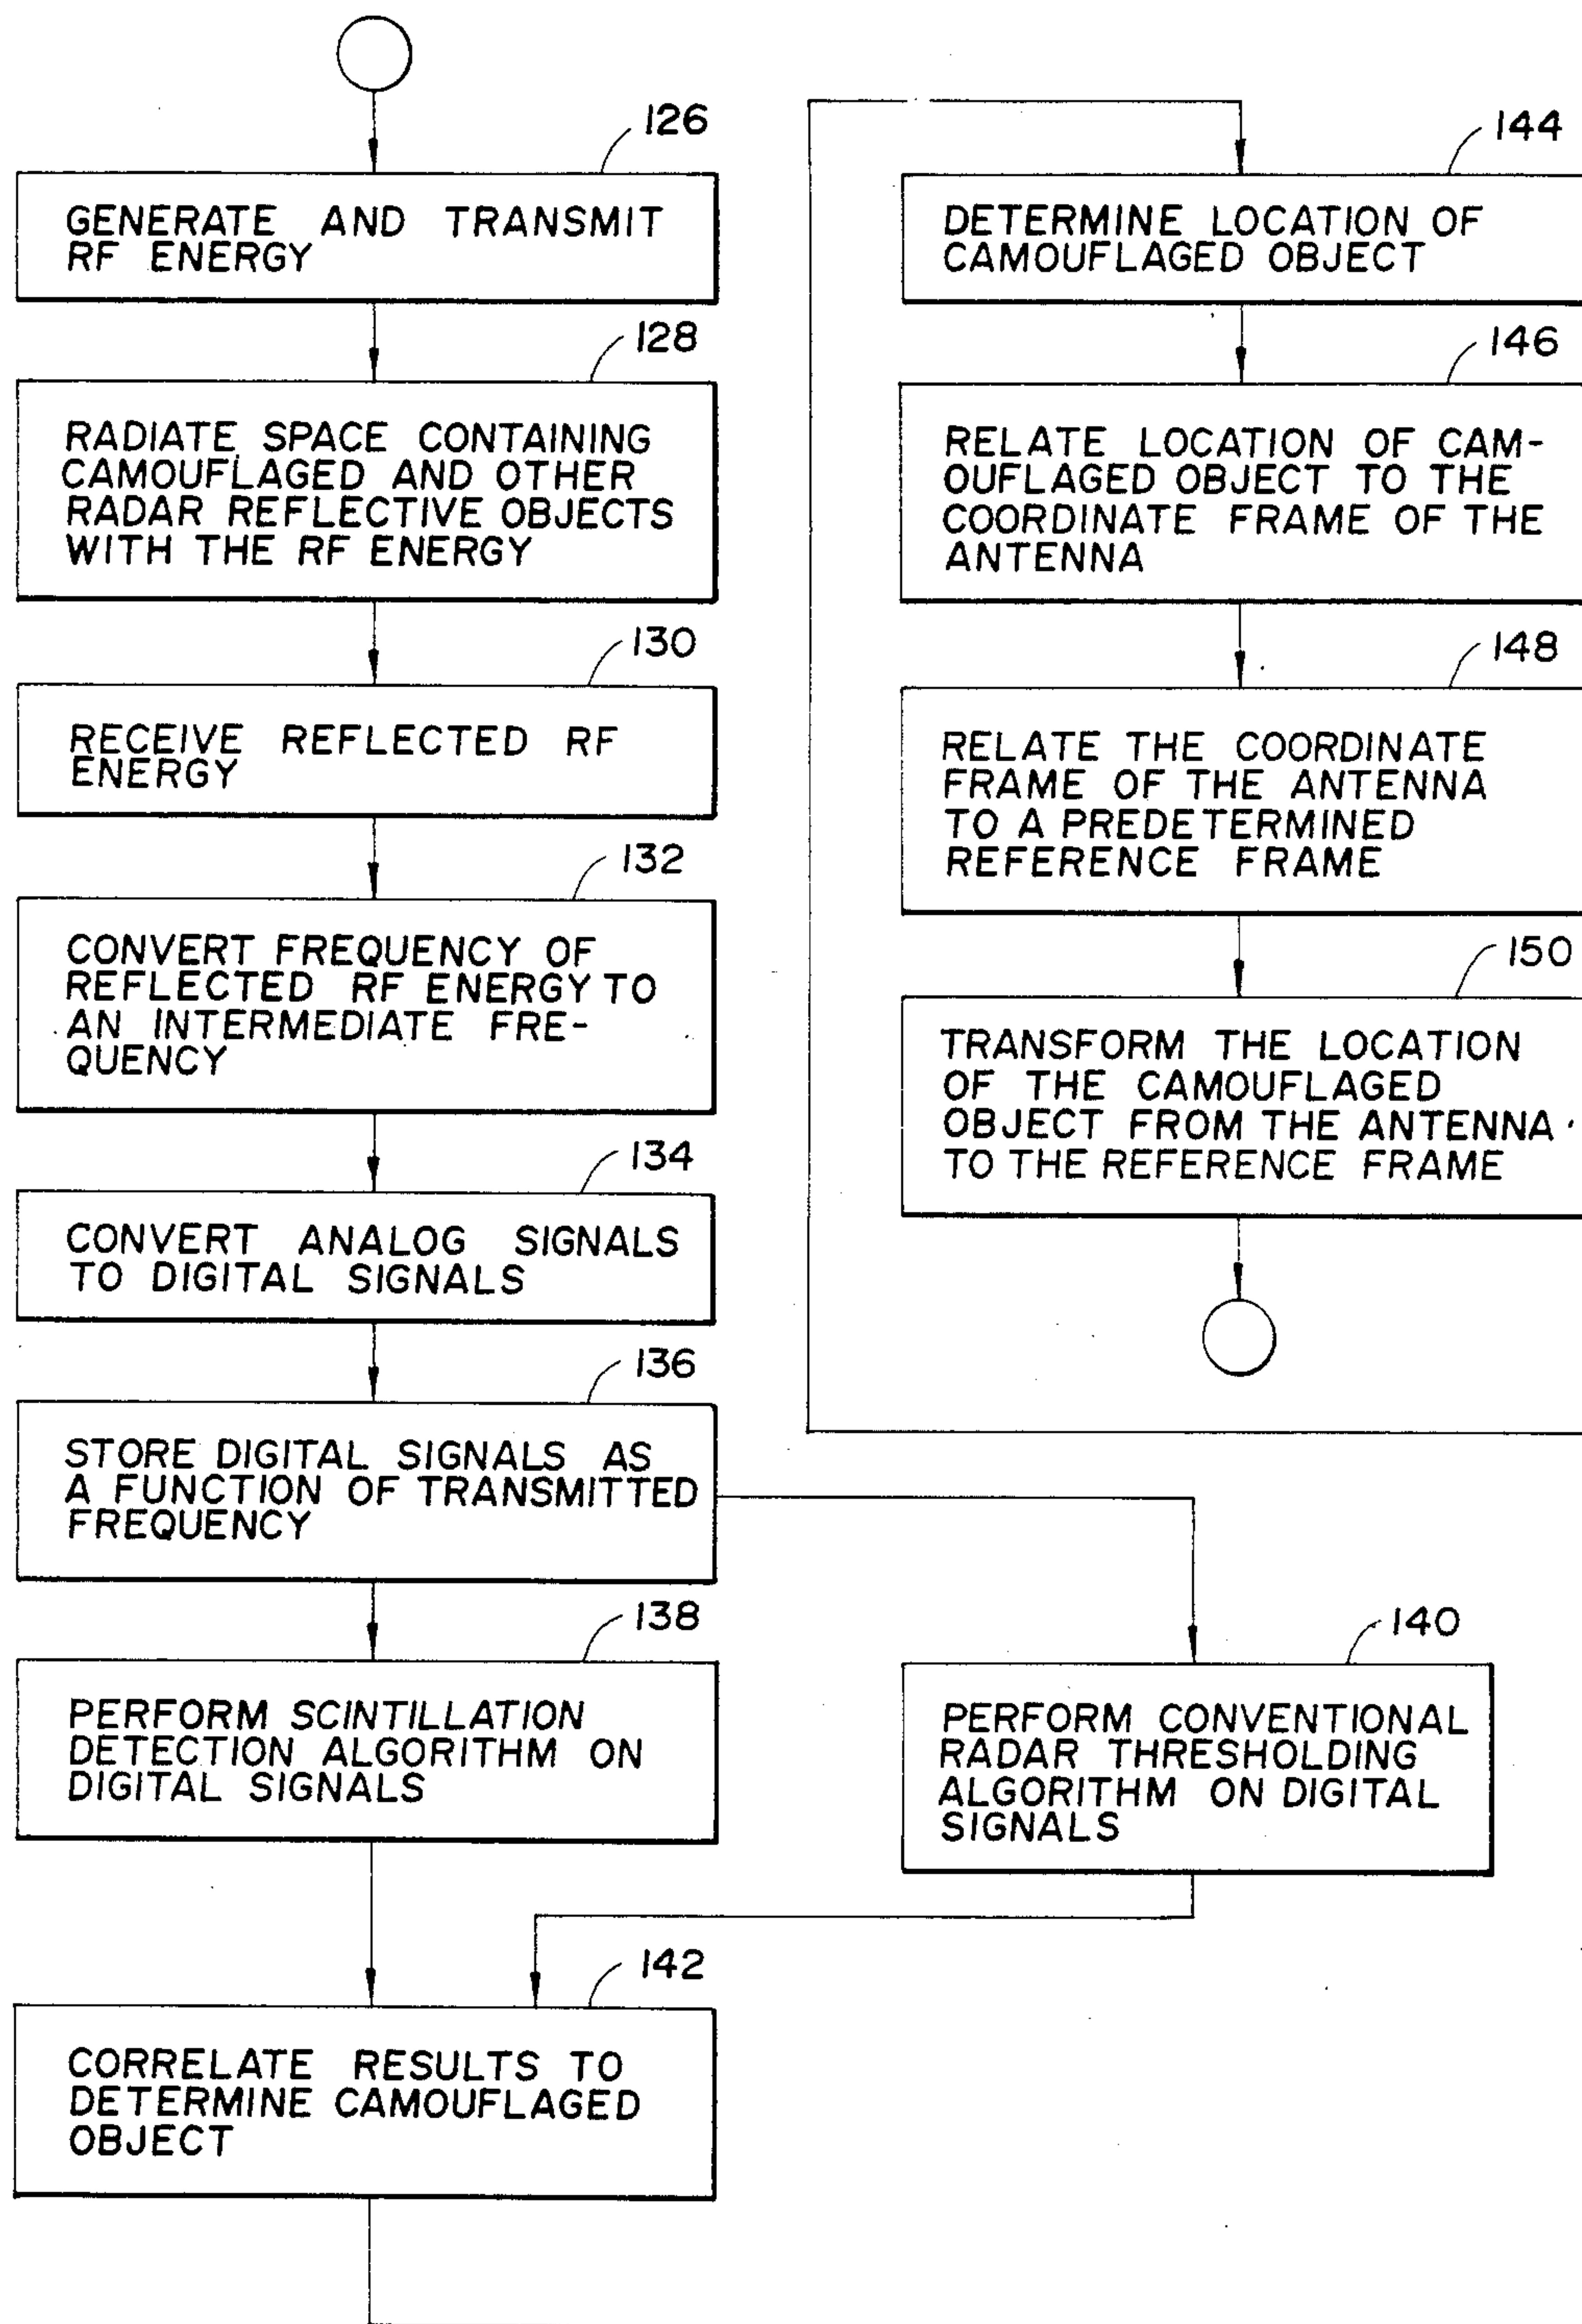 126
GENERATE AND TRANSMIT
RF ENERGY
128
RADIATE SPACE CONTAINING
CAMOUFLAGED AND OTHER
RADAR REFLECTIVE OBJECTS
WITH THE RF ENERGY
130
RECEIVE REFLECTED RF
ENERGY
132
CONVERT FREQUENCY OF
REFLECTED RF ENERGY TO
AN INTERMEDIATE FRE-
QUENCY
134
CONVERT ANALOG SIGNALS
TO DIGITAL SIGNALS
136
STORE DIGITAL SIGNALS AS
A FUNCTION OF TRANSMITTED
FREQUENCY
138
PERFORM SCINTILLATION
DETECTION ALGORITHM ON
DIGITAL SIGNALS
140
PERFORM CONVENTIONAL
RADAR THRESHOLDING
ALGORITHM ON DIGITAL
SIGNALS
142
CORRELATE RESULTS TO
DETERMINE CAMOUFLAGED
OBJECT
144
DETERMINE LOCATION OF
CAMOUFLAGED OBJECT
146
RELATE LOCATION OF CAM-
OUFLAGED OBJECT TO THE
COORDINATE FRAME OF THE
ANTENNA
148
RELATE THE COORDINATE
FRAME OF THE ANTENNA
TO A PREDETERMINED
REFERENCE FRAME
150
TRANSFORM THE LOCATION
OF THE CAMOUFLAGED
OBJECT FROM THE ANTENNA
TO THE REFERENCE FRAME